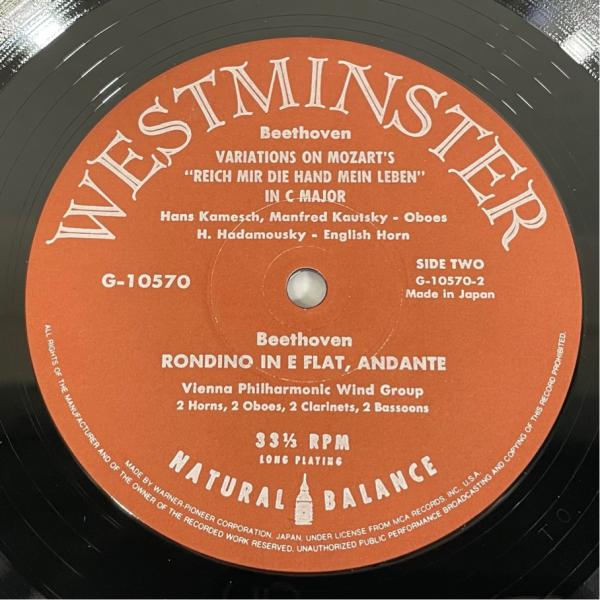 WESTMINSTER
Beethoven
VARIATIONS ON MOZART'S
"REICH MIR DIE HAND MEIN LEBEN"
IN C MAJOR
Hans Kamesch, Manfred Kautsky - Oboes
H. Hadamousky - English Horn
G-10570
SIDE TWO
G-10570-2
Made in Japan
Beethoven
RONDINO IN E FLAT, ANDANTE
Vienna Philharmonic Wind Group
2 Horns, 2 Oboes, 2 Clarinets, 2 Bassoons
33⅓ RPM
LONG PLAYING
NATURAL BALANCE
MADE BY WARNER-PIONEER CORPORATION, JAPAN, UNDER LICENSE FROM MCA RECORDS, INC. U.S.A.
ALL RIGHTS OF THE MANUFACTURER AND OF THE OWNER OF THE RECORDED WORK RESERVED. UNAUTHORIZED PUBLIC PERFORMANCE BROADCASTING AND COPYING OF THIS RECORD PROHIBITED.